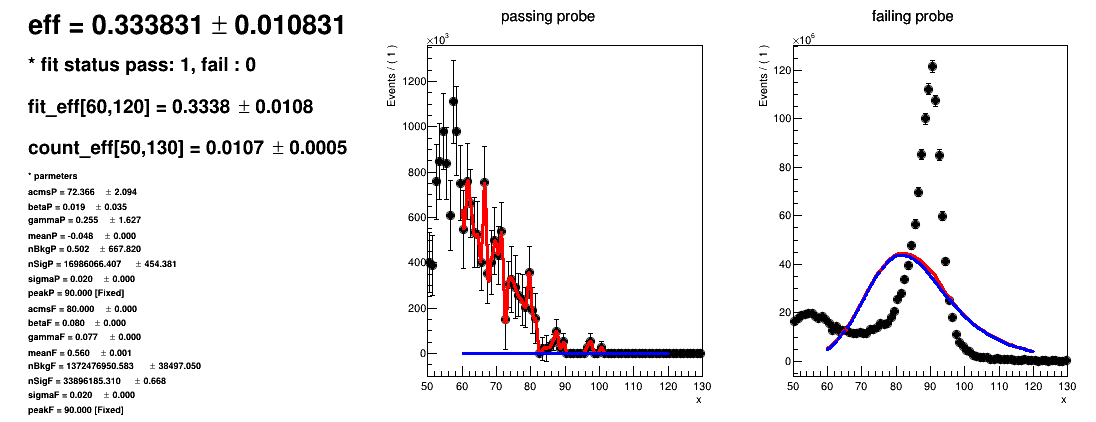 eff = 0.333831 ± 0.010831
* fit status pass: 1, fail : 0
fit_eff[60,120] = 0.3338 ± 0.0108
count_eff[50,130] = 0.0107 ± 0.0005
* parmeters
acmsP = 72.366 ± 2.094
betaP = 0.019 ± 0.035
gammaP = 0.255 ± 1.627
meanP = -0.048 ± 0.000
nBkgP = 0.502 ± 667.820
nSigP = 16986066.407 ± 454.381
sigmaP = 0.020 ± 0.000
peakP = 90.000 [Fixed]
acmsF = 80.000 ± 0.000
betaF = 0.080 ± 0.000
gammaF = 0.077 ± 0.000
meanF = 0.560 ± 0.001
nBkgF = 1372476950.583 ± 38497.050
nSigF = 33896185.310 ± 0.668
sigmaF = 0.020 ± 0.000
peakF = 90.000 [Fixed]
passing probe
×10³
Events / ( 1 )
1200
1000
800
600
400
200
0
50 60 70 80 90 100 110 120 130
x
failing probe
×10⁶
Events / ( 1 )
120
100
80
60
40
20
0
50 60 70 80 90 100 110 120 130
x